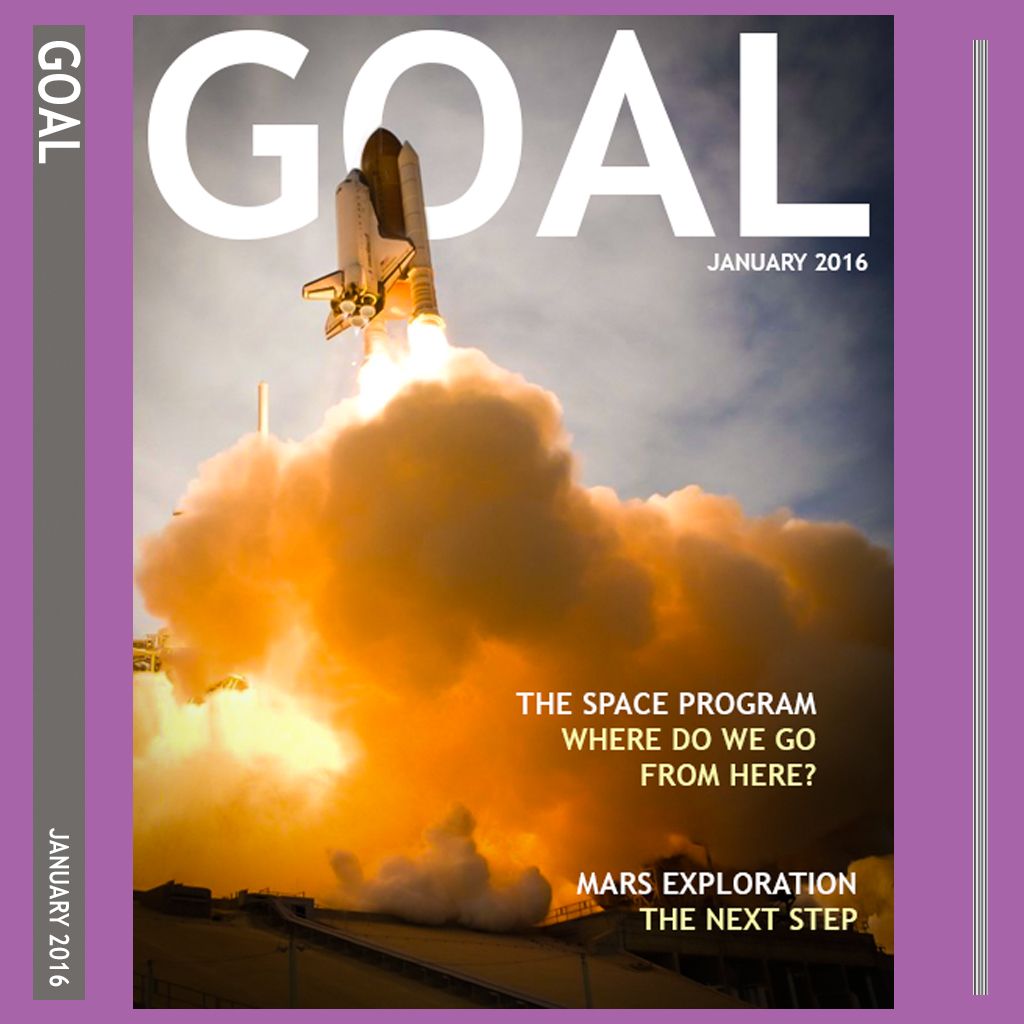 GOAL
JANUARY 2016
GOAL
JANUARY 2016
THE SPACE PROGRAM
WHERE DO WE GO
FROM HERE?
MARS EXPLORATION
THE NEXT STEP